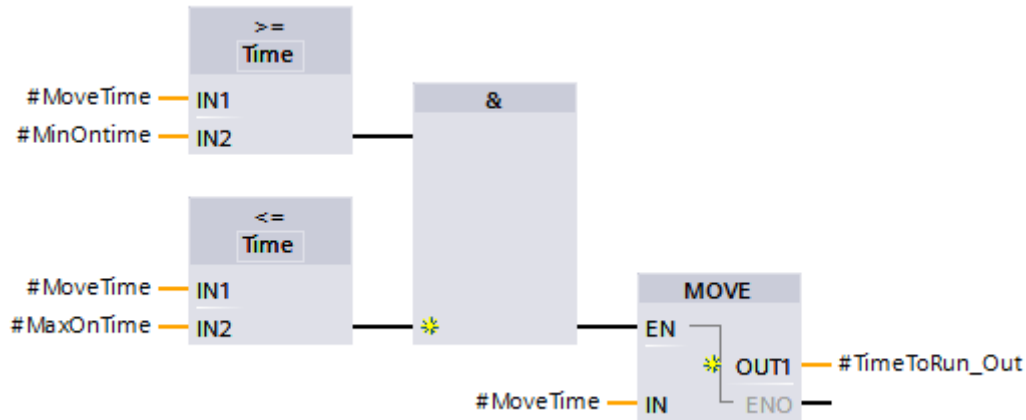 >=
Time
#MoveTime IN1
#MinOntime IN2
&
<=
Time
#MoveTime IN1
#MaxOnTime IN2
MOVE
EN
OUT1 #TimeToRun_Out
#MoveTime IN ENO